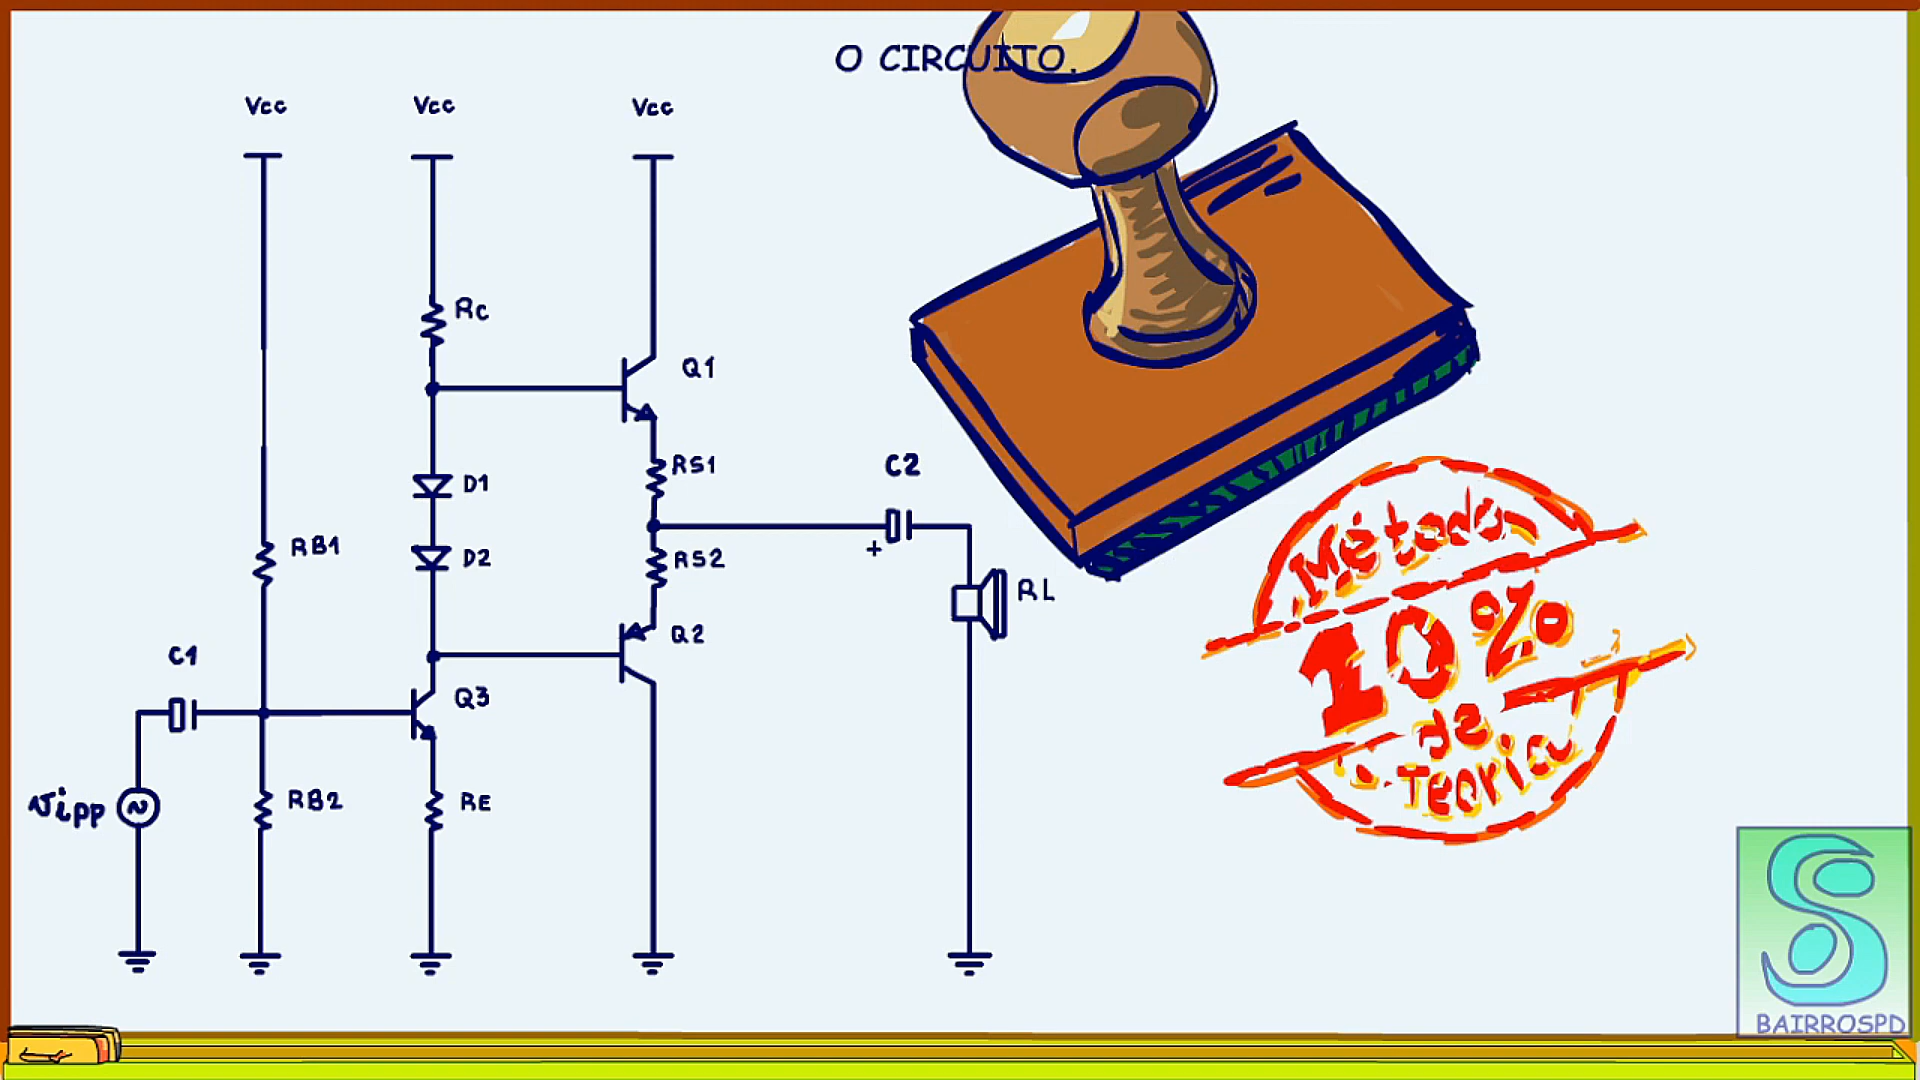 O CIRCUITO.
Vcc
Vcc
Vcc
RC
Q1
D1
RS1
C2
+
RB1
D2
RS2
RL
Q2
C1
Q3
Vipp
RB2
RE
Método
10%
de
Teoria
BAIRROSPD